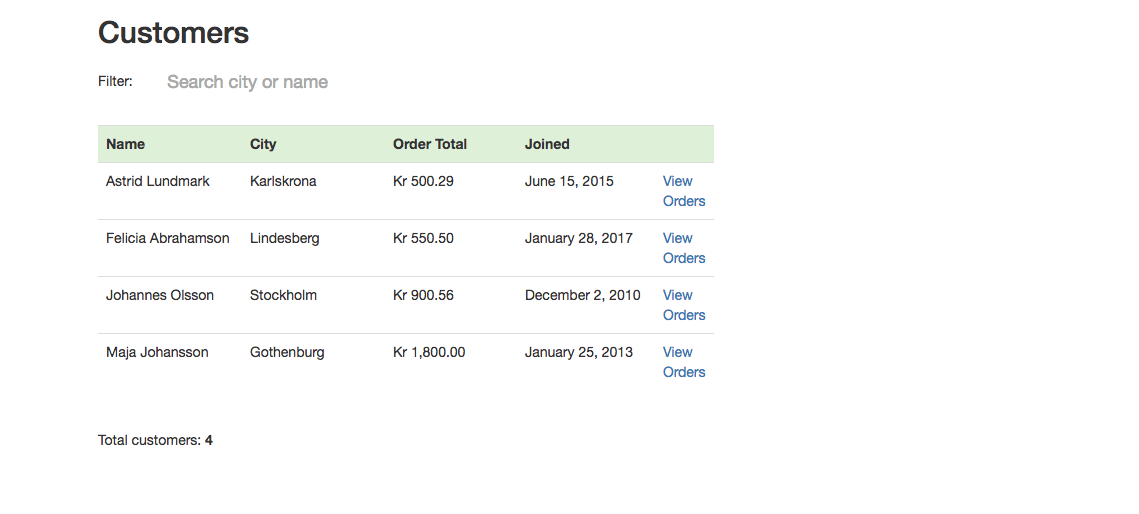 Customers
Filter: Search city or name
Name City Order Total Joined
Astrid Lundmark Karlskrona Kr 500.29 June 15, 2015 View
Orders
Felicia Abrahamson Lindesberg Kr 550.50 January 28, 2017 View
Orders
Johannes Olsson Stockholm Kr 900.56 December 2, 2010 View
Orders
Maja Johansson Gothenburg Kr 1,800.00 January 25, 2013 View
Orders
Total customers: 4